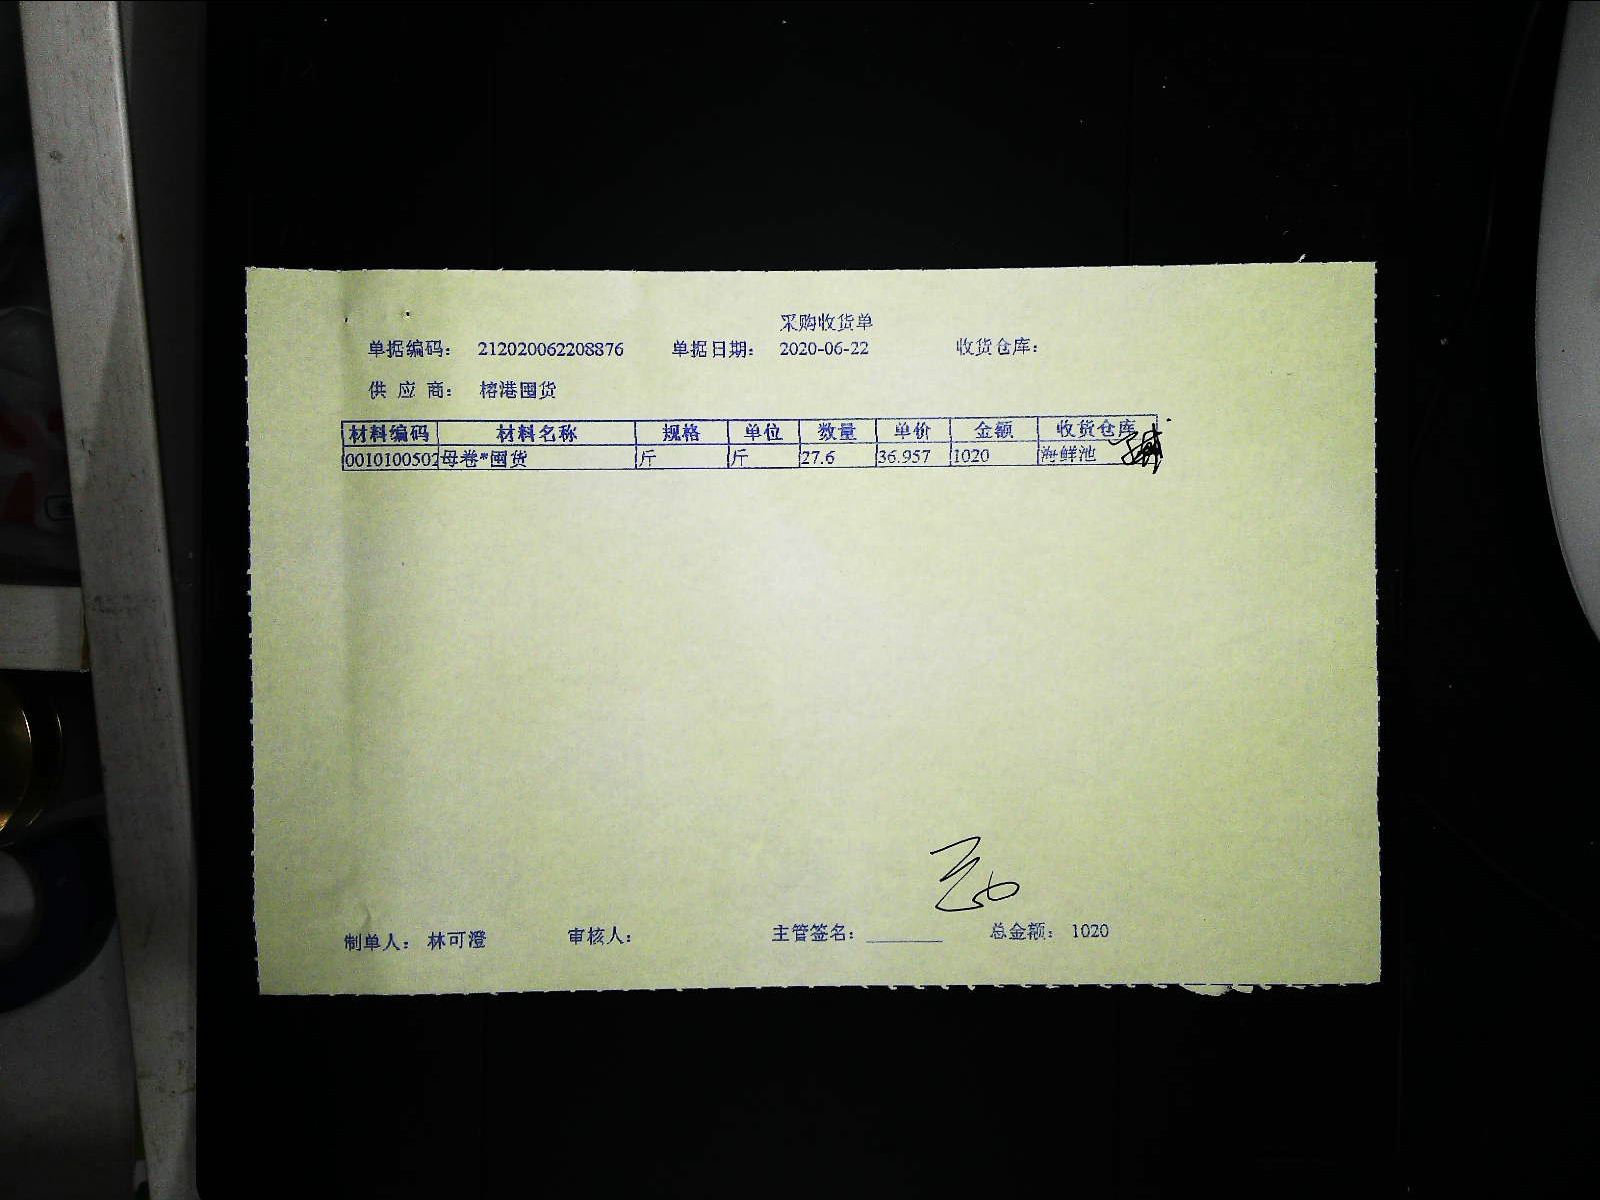 采购收货单
单据编码： 212020062208876 单据日期： 2020-06-22 收货仓库：
供 应 商： 榕港囤货
材料编码 材料名称 规格 单位 数量 单价 金额 收货仓库
0010100502 母卷*囤货 斤 斤 27.6 36.957 1020 海鲜池
制单人： 林可澄 审核人： 主管签名： 总金额： 1020